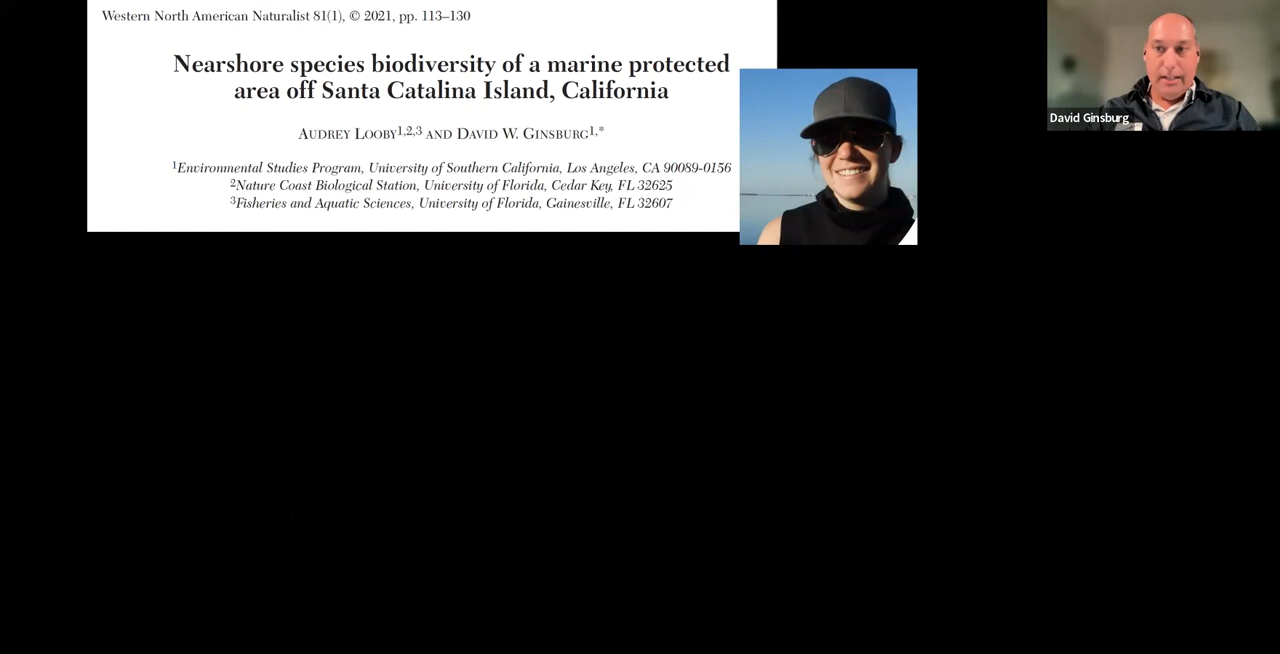 Western North American Naturalist 81(1), © 2021, pp. 113–130
Nearshore species biodiversity of a marine protected
area off Santa Catalina Island, California
AUDREY LOOBY1,2,3 AND DAVID W. GINSBURG1,*
1Environmental Studies Program, University of Southern California, Los Angeles, CA 90089-0156
2Nature Coast Biological Station, University of Florida, Cedar Key, FL 32625
3Fisheries and Aquatic Sciences, University of Florida, Gainesville, FL 32607
David Ginsburg